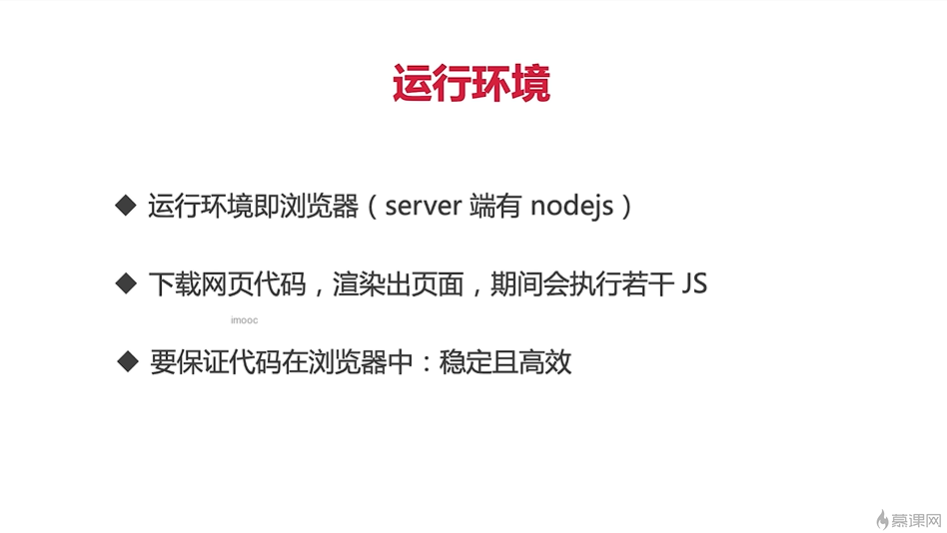 运行环境
◆ 运行环境即浏览器（server 端有 nodejs）
◆ 下载网页代码，渲染出页面，期间会执行若干 JS
imooc
◆ 要保证代码在浏览器中：稳定且高效
慕课网